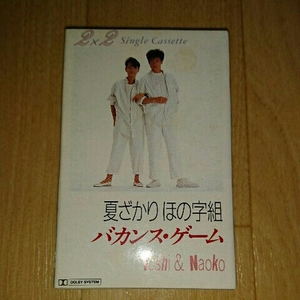 2×2 Single Cassette
夏ざかり ほの字組
バカンス・ゲーム
& Naoko
DOLBY SYSTEM